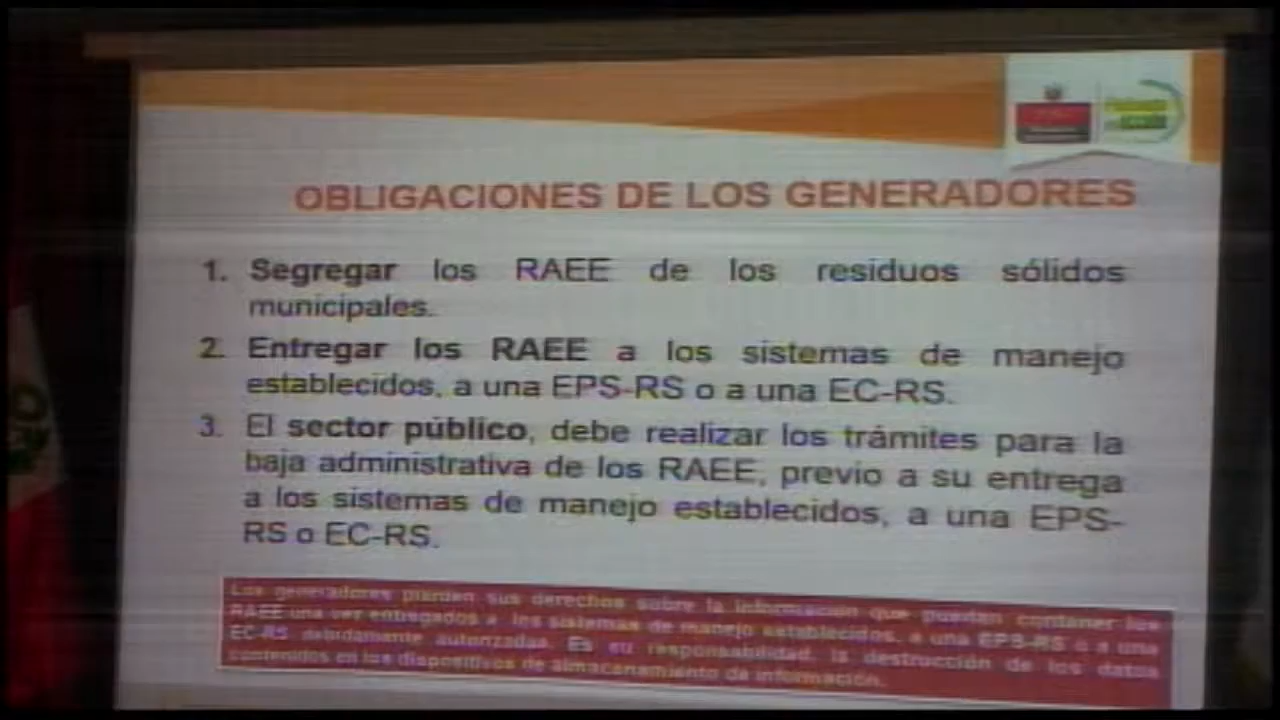 OBLIGACIONES DE LOS GENERADORES
1. Segregar los RAEE de los residuos sólidos
municipales.
2. Entregar los RAEE a los sistemas de manejo
establecidos, a una EPS-RS o a una EC-RS.
3. El sector público, debe realizar los trámites para la
baja administrativa de los RAEE, previo a su entrega
a los sistemas de manejo establecidos, a una EPS-
RS o EC-RS.
Los generadores pierden sus derechos sobre la información que puedan contener los
RAEE una vez entregados a los sistemas de manejo establecidos, a una EPS-RS o a una
EC-RS debidamente autorizadas. Es su responsabilidad, la destrucción de los datos
contenidos en los dispositivos de almacenamiento de información.